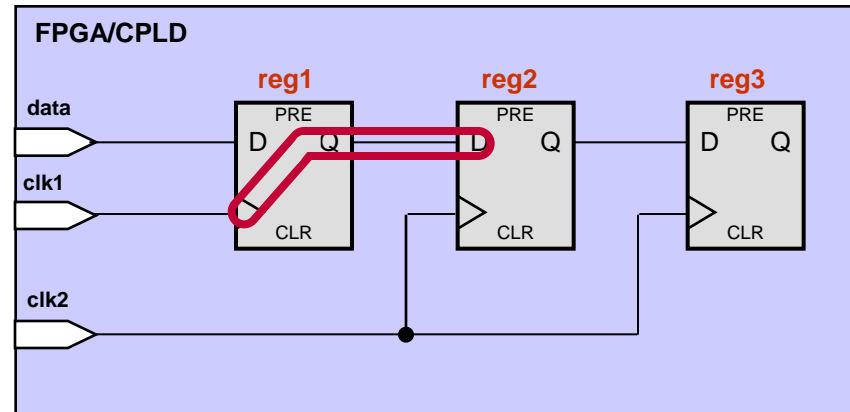 FPGA/CPLD
reg1 reg2 reg3
data
PRE PRE PRE
D Q D Q D Q
clk1
CLR CLR CLR
clk2